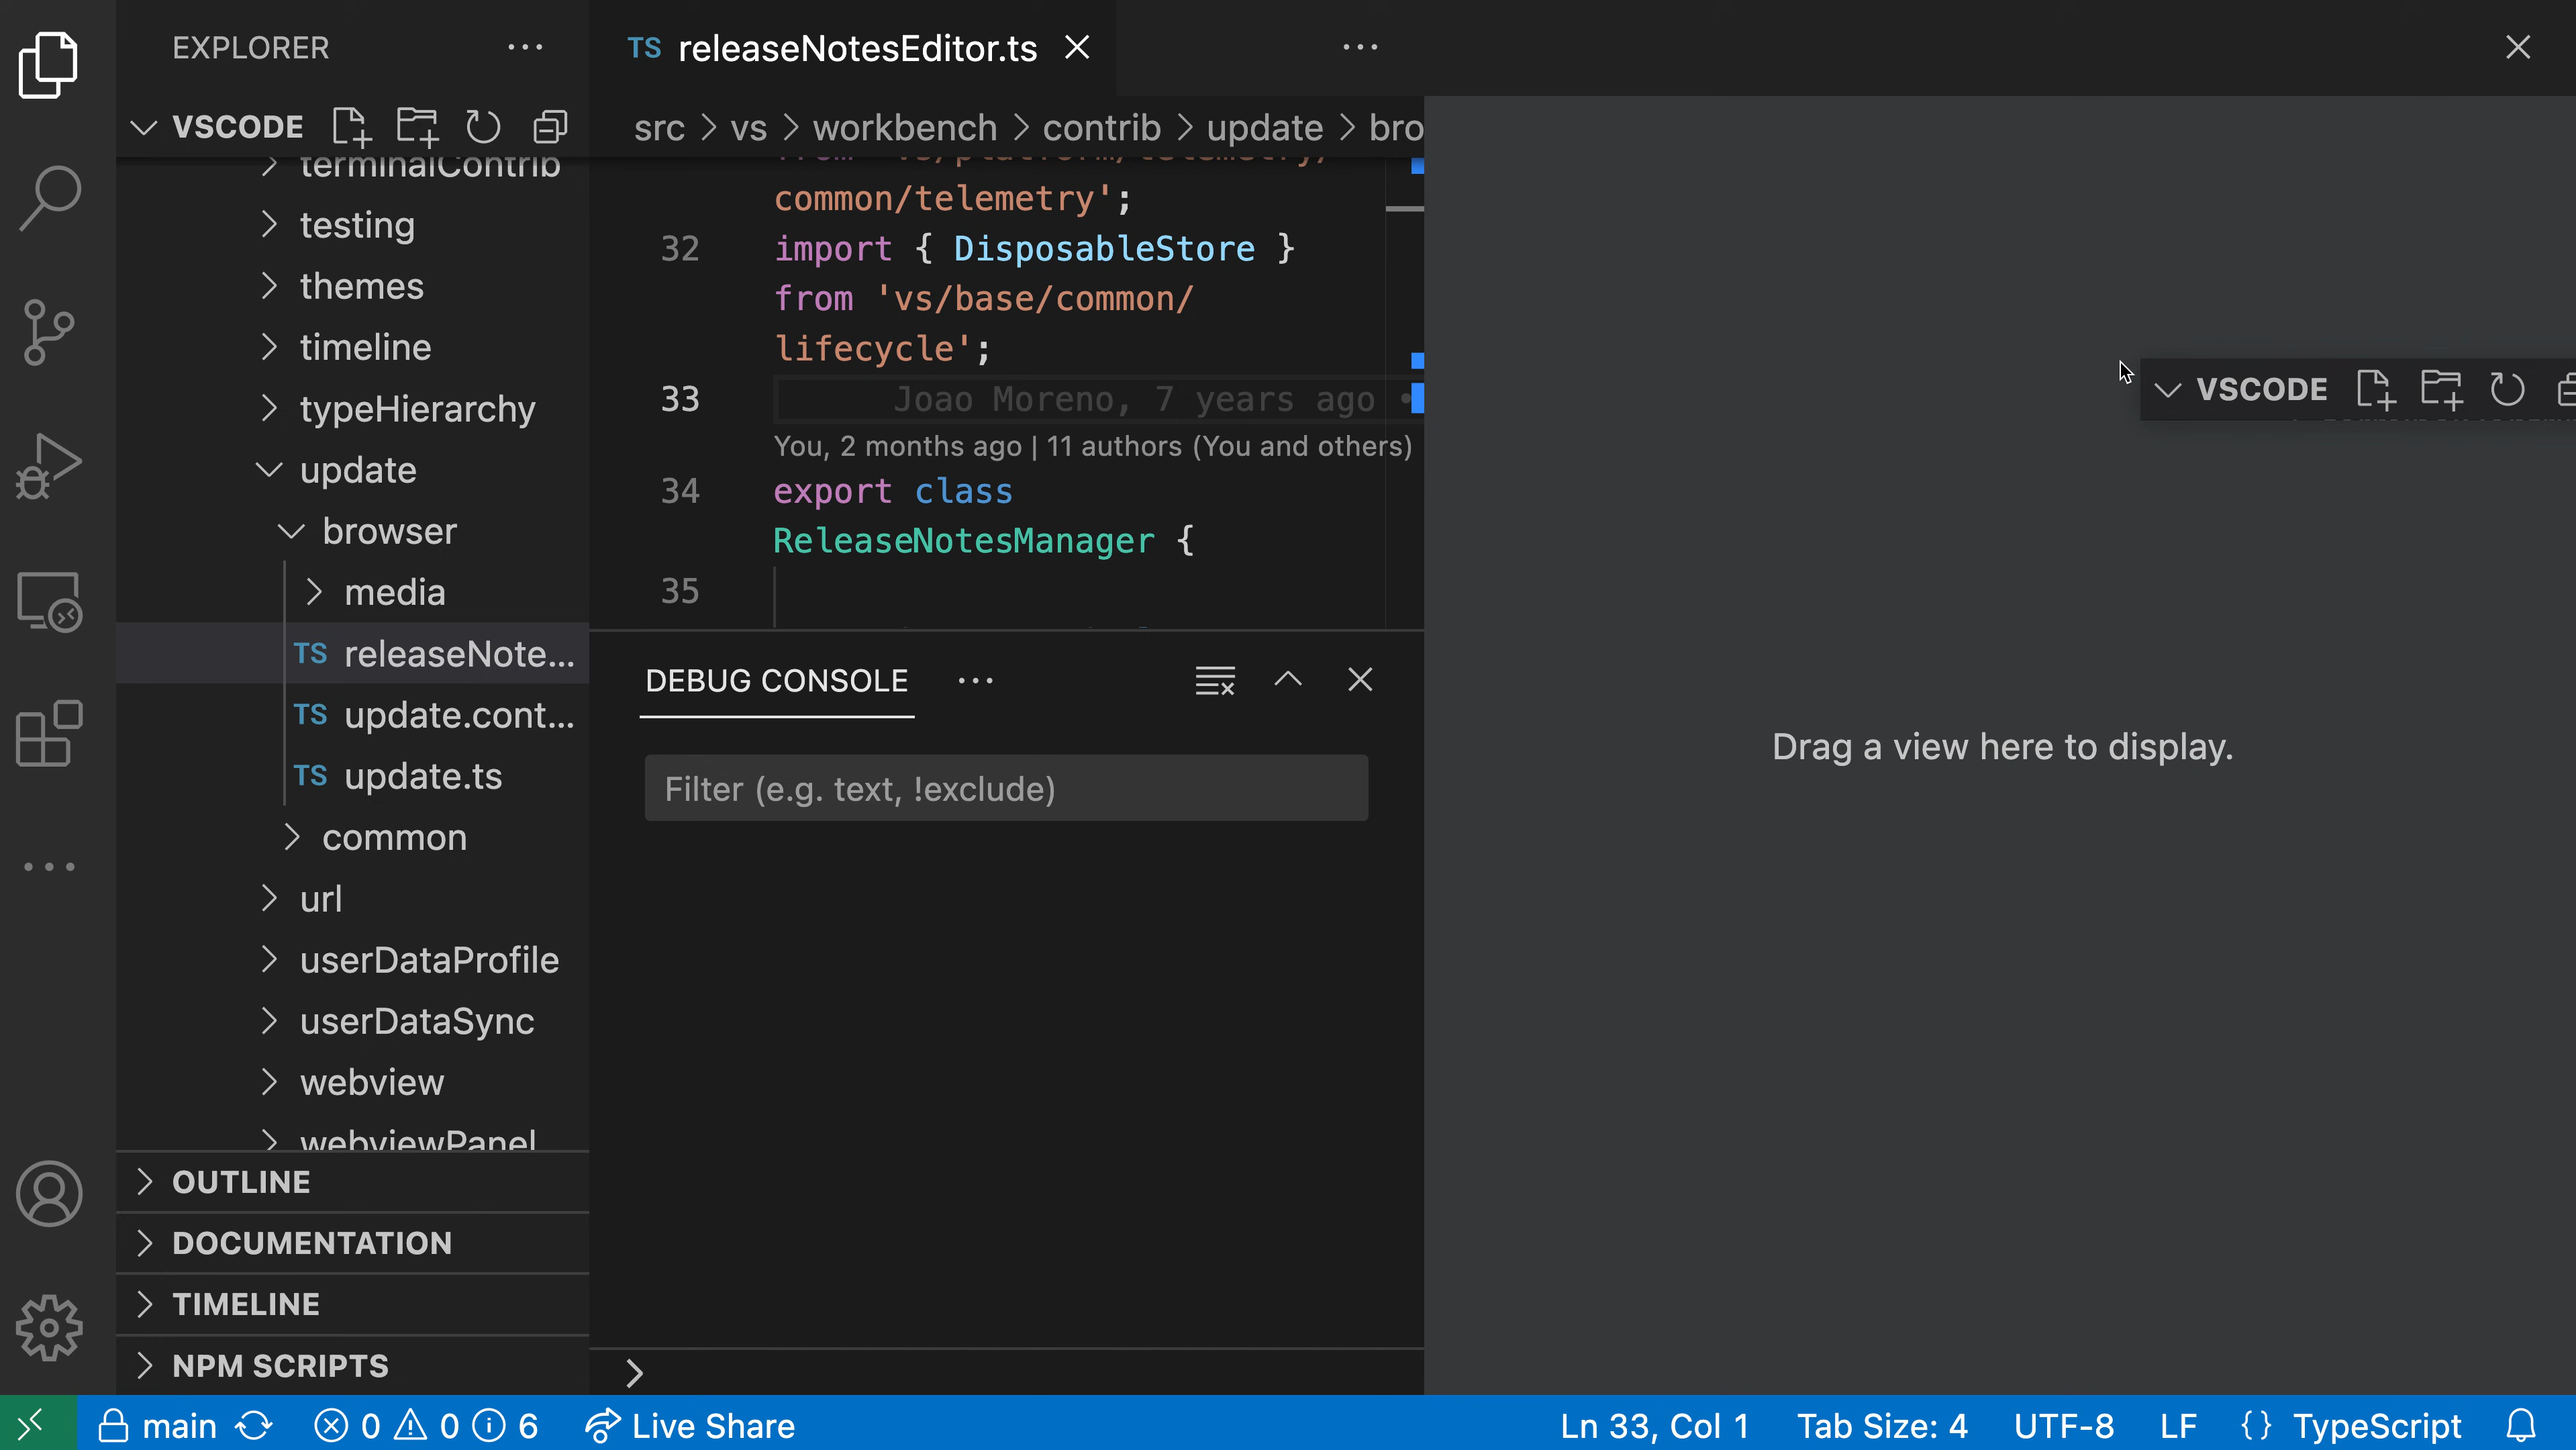 EXPLORER
VSCODE
terminalContrib
testing
themes
timeline
typeHierarchy
update
browser
media
TS releaseNote...
TS update.cont...
TS update.ts
common
url
userDataProfile
userDataSync
webview
webviewPanel
OUTLINE
DOCUMENTATION
TIMELINE
NPM SCRIPTS
TS releaseNotesEditor.ts
src > vs > workbench > contrib > update > bro
from 'vs/platform/telemetry/
common/telemetry';
32 import { DisposableStore }
from 'vs/base/common/
lifecycle';
33 Joao Moreno, 7 years ago •
You, 2 months ago | 11 authors (You and others)
34 export class
ReleaseNotesManager {
35
DEBUG CONSOLE
Filter (e.g. text, !exclude)
VSCODE
Drag a view here to display.
main 0 0 6 Live Share Ln 33, Col 1 Tab Size: 4 UTF-8 LF {} TypeScript